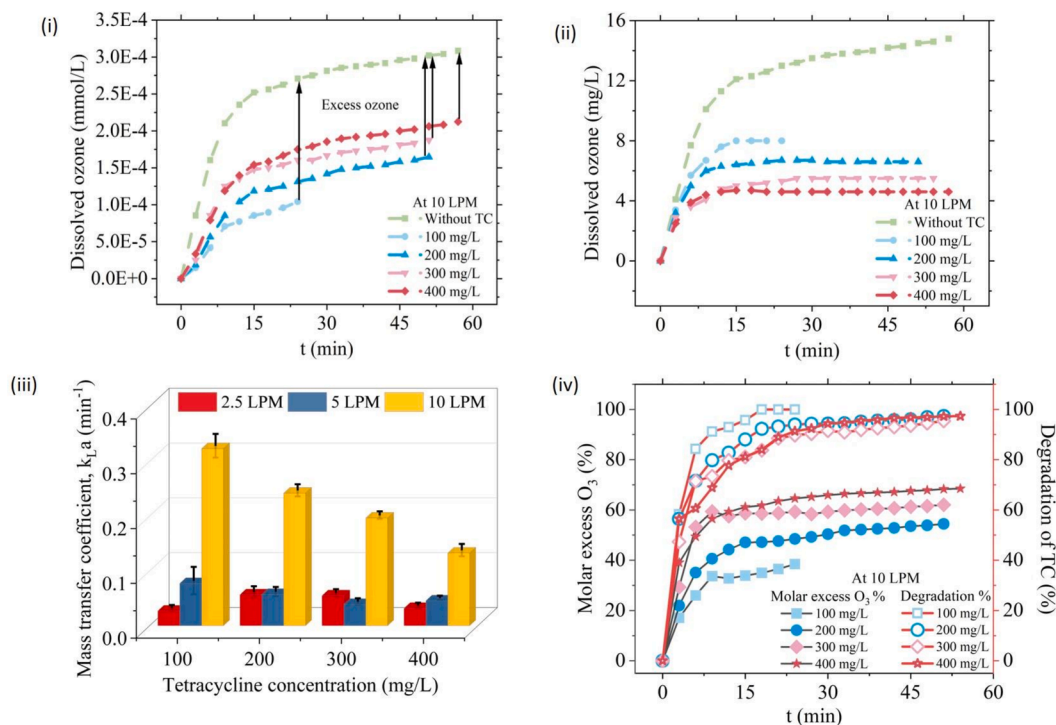 (i)
Dissolved ozone (mmol/L)
3.5E-4
3.0E-4
2.5E-4
2.0E-4
1.5E-4
1.0E-4
5.0E-5
0.0E+0
Excess ozone
At 10 LPM
Without TC
100 mg/L
200 mg/L
300 mg/L
400 mg/L
0 15 30 45 60
t (min)
(ii)
Dissolved ozone (mg/L)
16
12
8
4
0
At 10 LPM
Without TC
100 mg/L
200 mg/L
300 mg/L
400 mg/L
0 15 30 45 60
t (min)
(iii)
Mass transfer coefficient, kLa (min⁻¹)
0.4
0.3
0.2
0.1
0.0
2.5 LPM 5 LPM 10 LPM
100 200 300 400
Tetracycline concentration (mg/L)
(iv)
Molar excess O₃ (%)
100
80
60
40
20
0
At 10 LPM
Molar excess O₃ % Degradation %
100 mg/L 100 mg/L
200 mg/L 200 mg/L
300 mg/L 300 mg/L
400 mg/L 400 mg/L
100
80
60
40
20
0
Degradation of TC (%)
0 15 30 45 60
t (min)